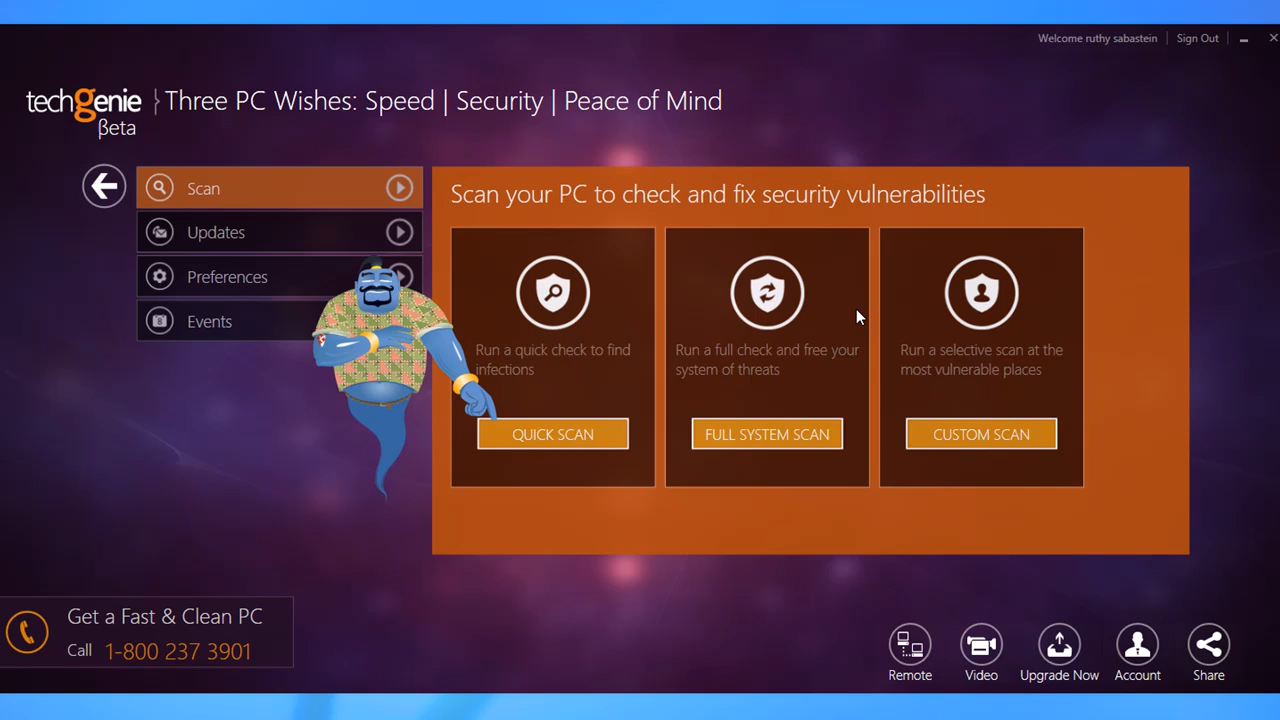 Welcome ruthy sabastein
Sign Out
techgenie
βeta
Three PC Wishes: Speed | Security | Peace of Mind
Scan
Updates
Preferences
Events
Scan your PC to check and fix security vulnerabilities
Run a quick check to find
infections
QUICK SCAN
Run a full check and free your
system of threats
FULL SYSTEM SCAN
Run a selective scan at the
most vulnerable places
CUSTOM SCAN
Get a Fast & Clean PC
Call 1-800 237 3901
Remote
Video
Upgrade Now
Account
Share